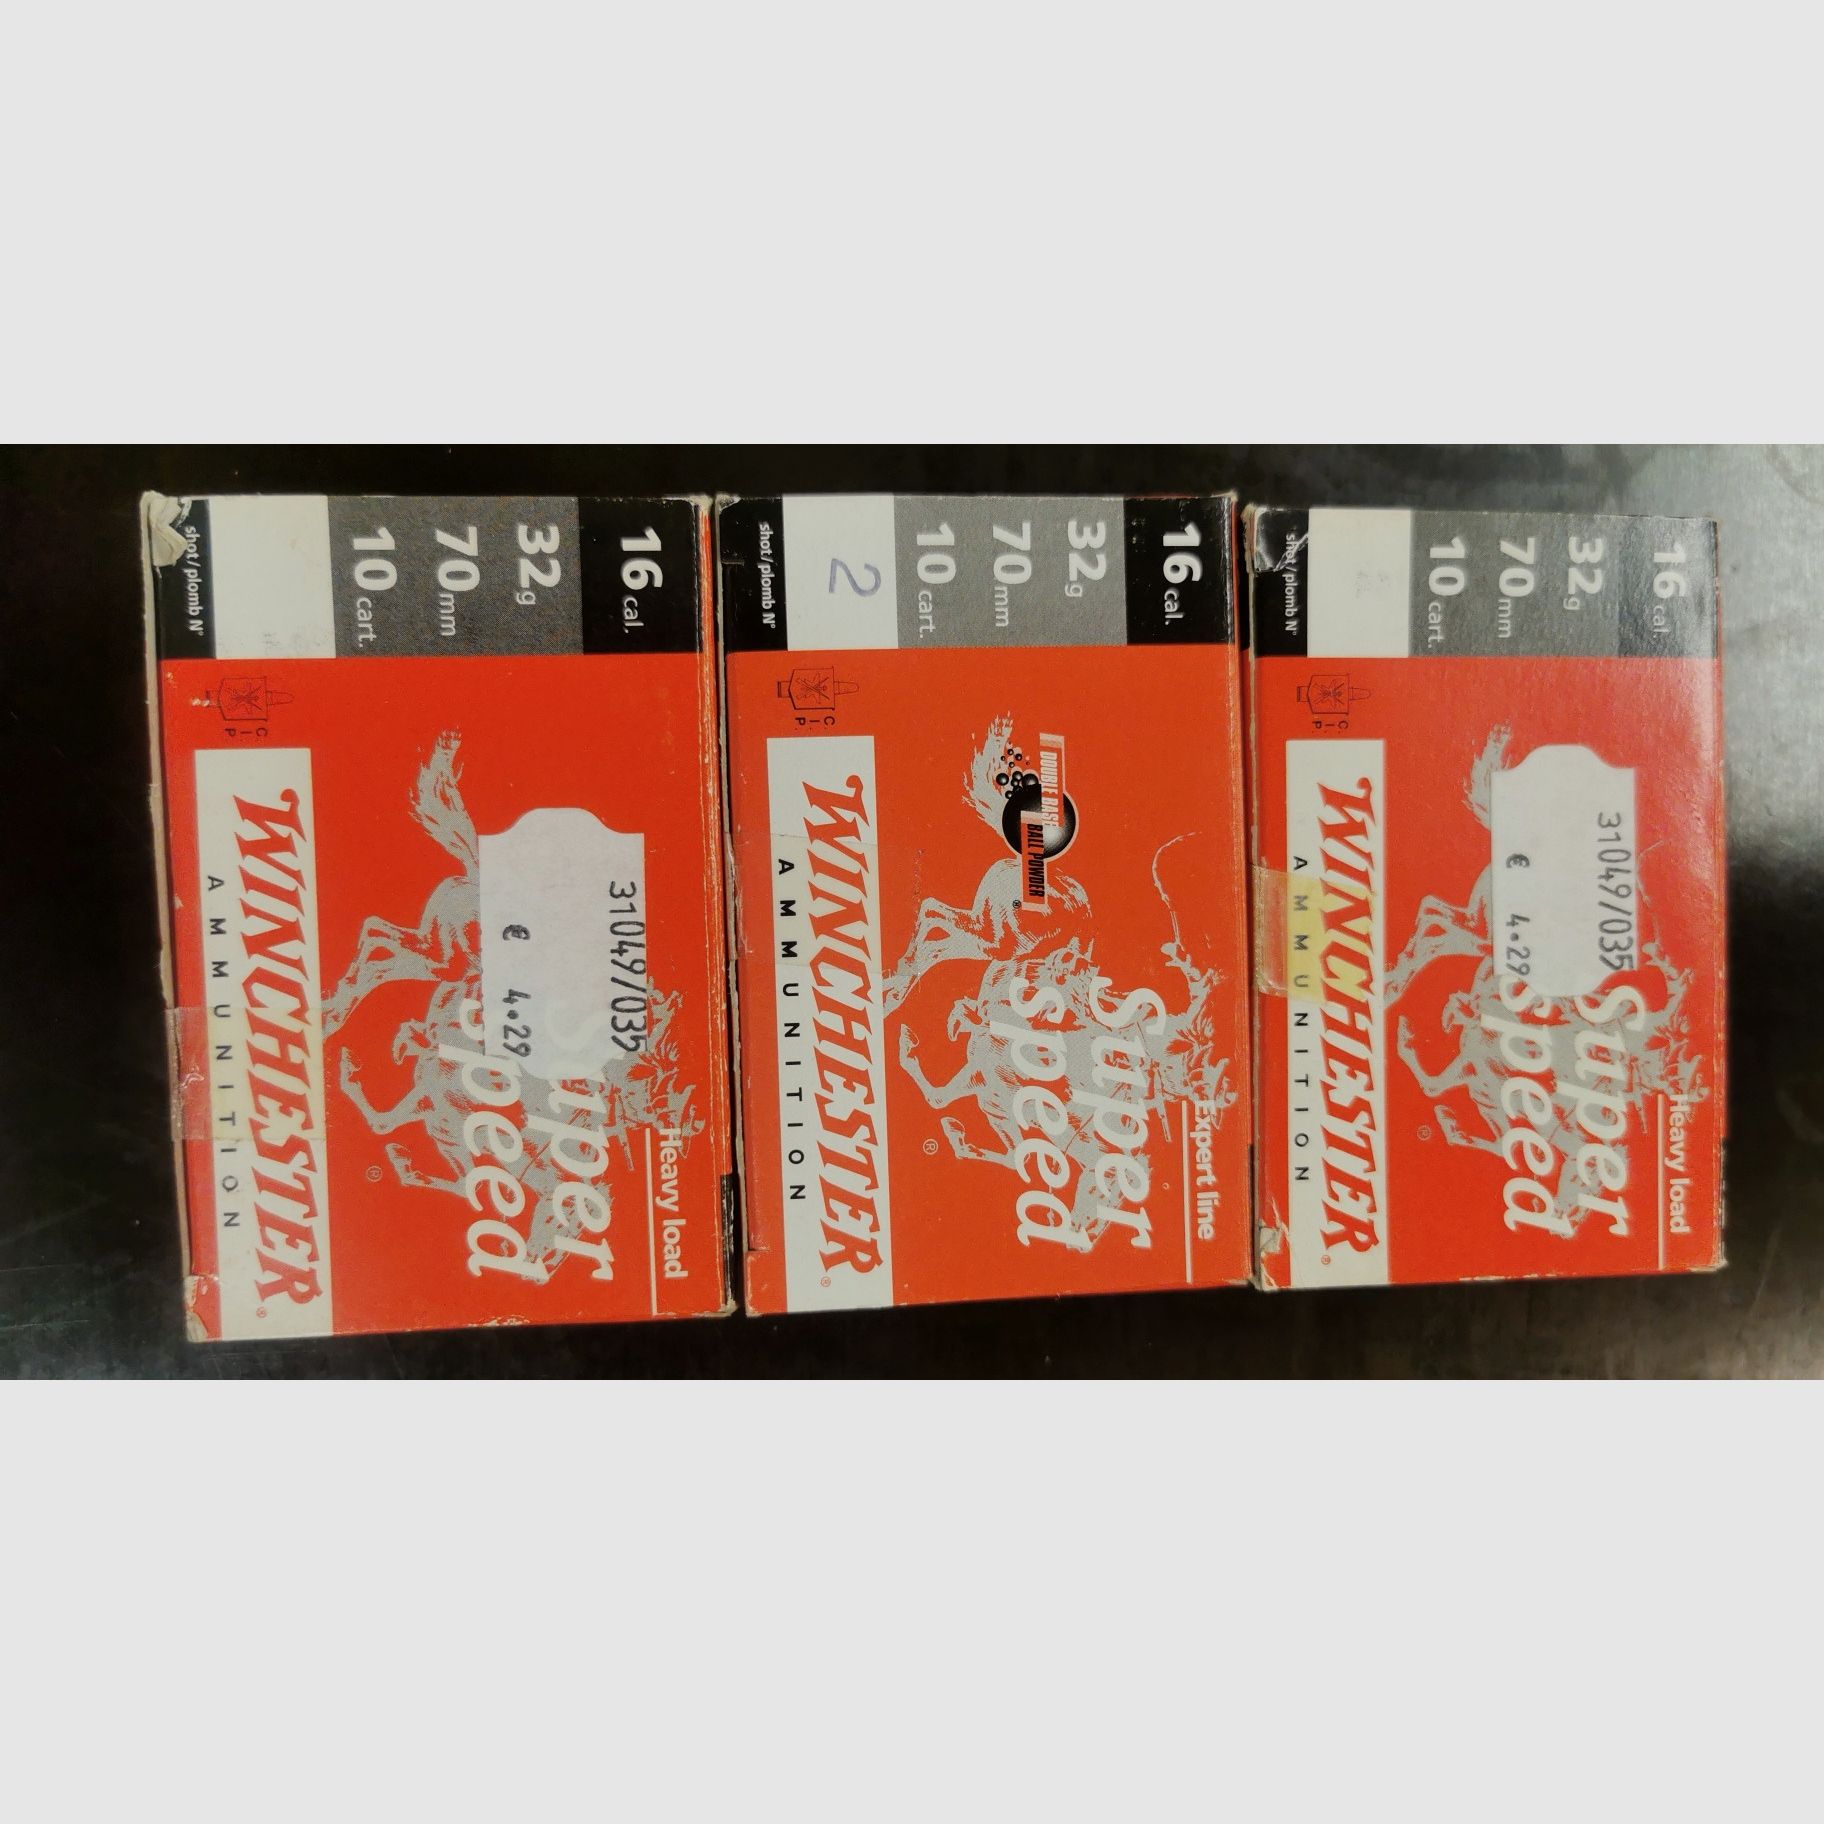 16 cal.
32g
70mm
10 cart.
shot/plomb N°
C
I
P
Heavy load
Super
Speed
®
31049/035
€ 4.29
WINCHESTER®
AMMUNITION
16 cal.
32g
70mm
10 cart.
2
shot/plomb N°
C
I
P
DOUBLE BASE
BALL POWDER
®
Expert line
Super
Speed
®
WINCHESTER®
AMMUNITION
16 cal.
32g
70mm
10 cart.
shot/plomb N°
C
I
P
31049/035
€ 4.29
Heavy load
Super
Speed
®
WINCHESTER®
AMMUNITION